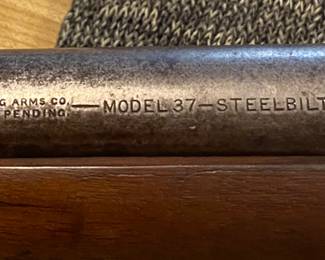 G ARMS CO.
PENDING.
—MODEL 37—STEELBILT